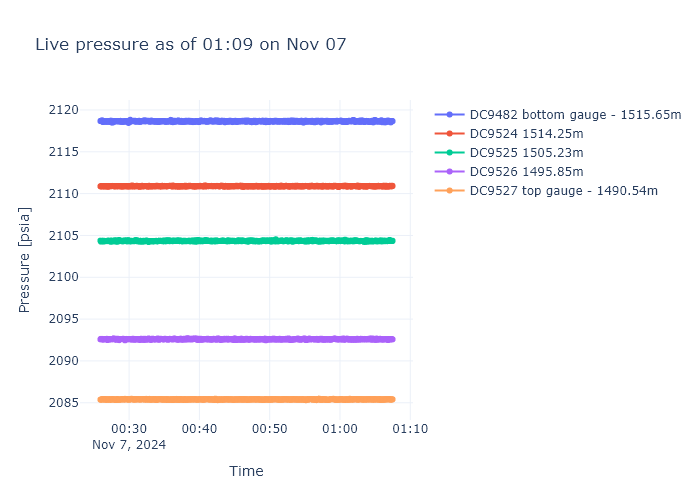 Live pressure as of 01:09 on Nov 07
2120
2115
2110
2105
2100
2095
2090
2085
Pressure [psia]
00:30
00:40
00:50
01:00
01:10
Nov 7, 2024
Time
DC9482 bottom gauge - 1515.65m
DC9524 1514.25m
DC9525 1505.23m
DC9526 1495.85m
DC9527 top gauge - 1490.54m